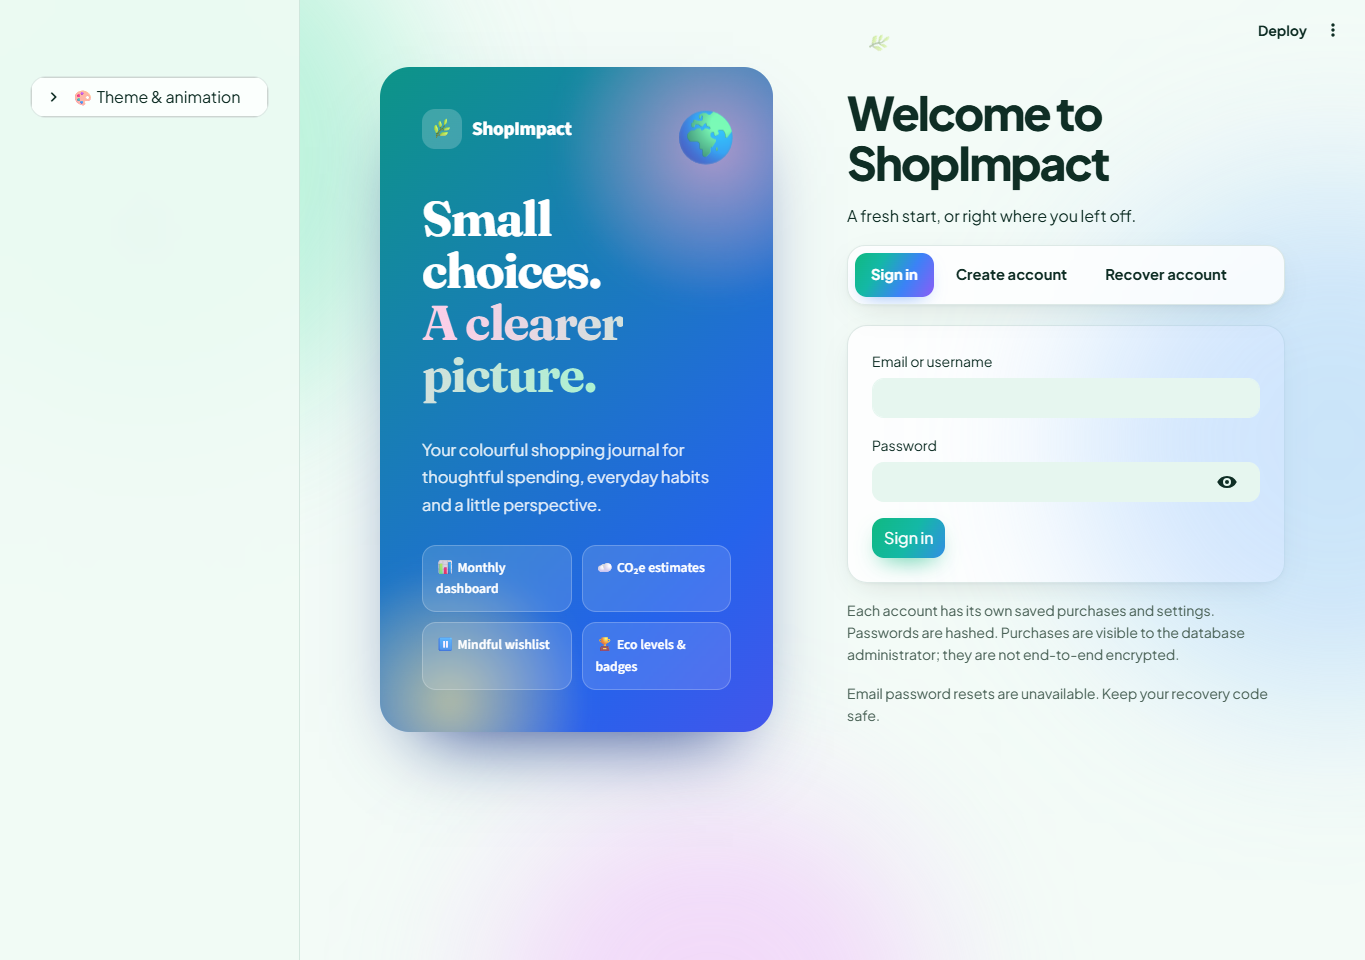 Deploy
Theme & animation
ShopImpact
Small
choices.
A clearer
picture.
Your colourful shopping journal for
thoughtful spending, everyday habits
and a little perspective.
Monthly
dashboard
CO₂e estimates
Mindful wishlist
Eco levels &
badges
Welcome to
ShopImpact
A fresh start, or right where you left off.
Sign in
Create account
Recover account
Email or username
Password
Sign in
Each account has its own saved purchases and settings.
Passwords are hashed. Purchases are visible to the database
administrator; they are not end-to-end encrypted.
Email password resets are unavailable. Keep your recovery code
safe.